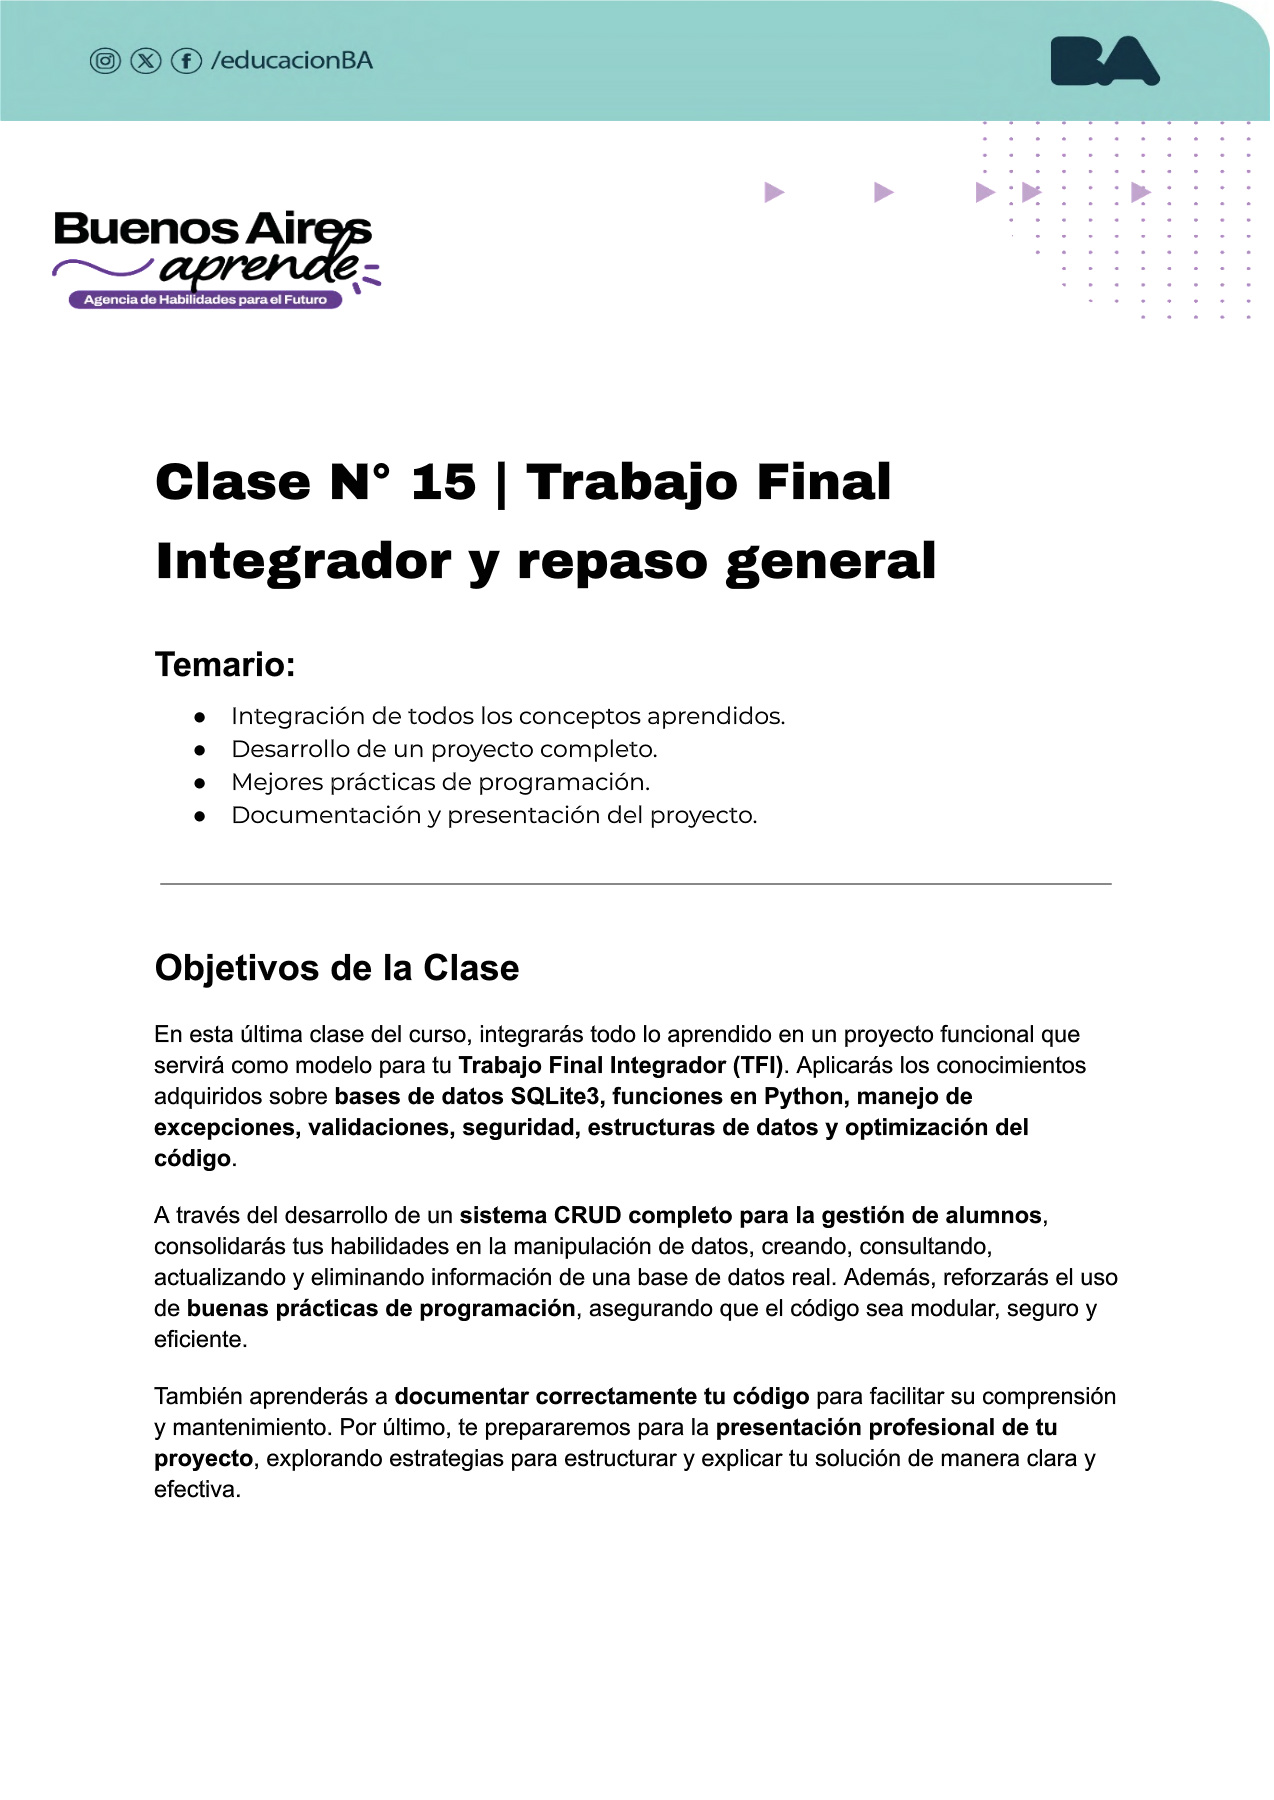 /educacionBA
BA
Buenos Aires
aprende
Agencia de Habilidades para el Futuro
Clase N° 15 | Trabajo Final
Integrador y repaso general
Temario:
● Integración de todos los conceptos aprendidos.
● Desarrollo de un proyecto completo.
● Mejores prácticas de programación.
● Documentación y presentación del proyecto.
Objetivos de la Clase
En esta última clase del curso, integrarás todo lo aprendido en un proyecto funcional que
servirá como modelo para tu Trabajo Final Integrador (TFI). Aplicarás los conocimientos
adquiridos sobre bases de datos SQLite3, funciones en Python, manejo de
excepciones, validaciones, seguridad, estructuras de datos y optimización del
código.
A través del desarrollo de un sistema CRUD completo para la gestión de alumnos,
consolidarás tus habilidades en la manipulación de datos, creando, consultando,
actualizando y eliminando información de una base de datos real. Además, reforzarás el uso
de buenas prácticas de programación, asegurando que el código sea modular, seguro y
eficiente.
También aprenderás a documentar correctamente tu código para facilitar su comprensión
y mantenimiento. Por último, te prepararemos para la presentación profesional de tu
proyecto, explorando estrategias para estructurar y explicar tu solución de manera clara y
efectiva.